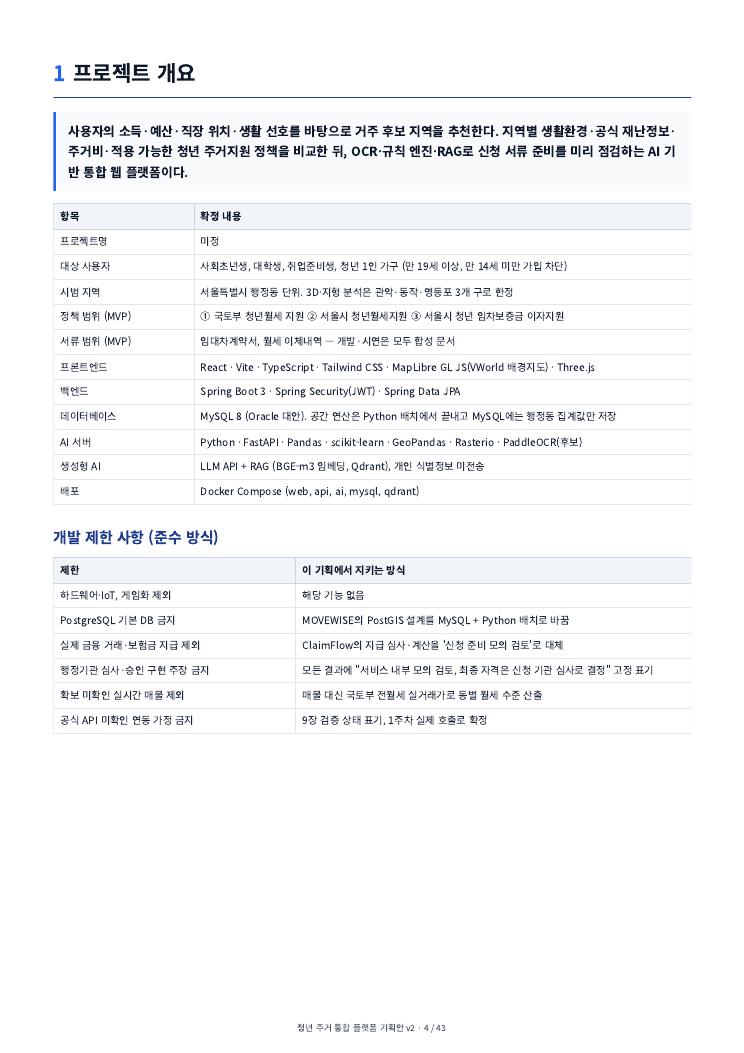 1 프로젝트 개요
사용자의 소득·예산·직장 위치·생활 선호를 바탕으로 거주 후보 지역을 추천한다. 지역별 생활환경·공식 재난정보·
주거비·적용 가능한 청년 주거지원 정책을 비교한 뒤, OCR·규칙 엔진·RAG로 신청 서류 준비를 미리 점검하는 AI 기
반 통합 웹 플랫폼이다.
항목 확정 내용
프로젝트명 미정
대상 사용자 사회초년생, 대학생, 취업준비생, 청년 1인 가구 (만 19세 이상, 만 14세 미만 가입 차단)
시범 지역 서울특별시 행정동 단위. 3D·지형 분석은 관악·동작·영등포 3개 구로 한정
정책 범위 (MVP) ① 국토부 청년월세 지원 ② 서울시 청년월세지원 ③ 서울시 청년 임차보증금 이자지원
서류 범위 (MVP) 임대차계약서, 월세 이체내역 — 개발·시연은 모두 합성 문서
프론트엔드 React · Vite · TypeScript · Tailwind CSS · MapLibre GL JS(VWorld 배경지도) · Three.js
백엔드 Spring Boot 3 · Spring Security(JWT) · Spring Data JPA
데이터베이스 MySQL 8 (Oracle 대안). 공간 연산은 Python 배치에서 끝내고 MySQL에는 행정동 집계값만 저장
AI 서버 Python · FastAPI · Pandas · scikit-learn · GeoPandas · Rasterio · PaddleOCR(후보)
생성형 AI LLM API + RAG (BGE-m3 임베딩, Qdrant), 개인 식별정보 미전송
배포 Docker Compose (web, api, ai, mysql, qdrant)
개발 제한 사항 (준수 방식)
제한 이 기획에서 지키는 방식
하드웨어·IoT, 게임화 제외 해당 기능 없음
PostgreSQL 기본 DB 금지 MOVEWISE의 PostGIS 설계를 MySQL + Python 배치로 바꿈
실제 금융 거래·보험금 지급 제외 ClaimFlow의 지급 심사·계산을 '신청 준비 모의 검토'로 대체
행정기관 심사·승인 구현 주장 금지 모든 결과에 "서비스 내부 모의 검토, 최종 자격은 신청 기관 심사로 결정" 고정 표기
확보 미확인 실시간 매물 제외 매물 대신 국토부 전월세 실거래가로 동별 월세 수준 산출
공식 API 미확인 연동 가정 금지 9장 검증 상태 표기, 1주차 실제 호출로 확정
청년 주거 통합 플랫폼 기획안 v2 · 4 / 43